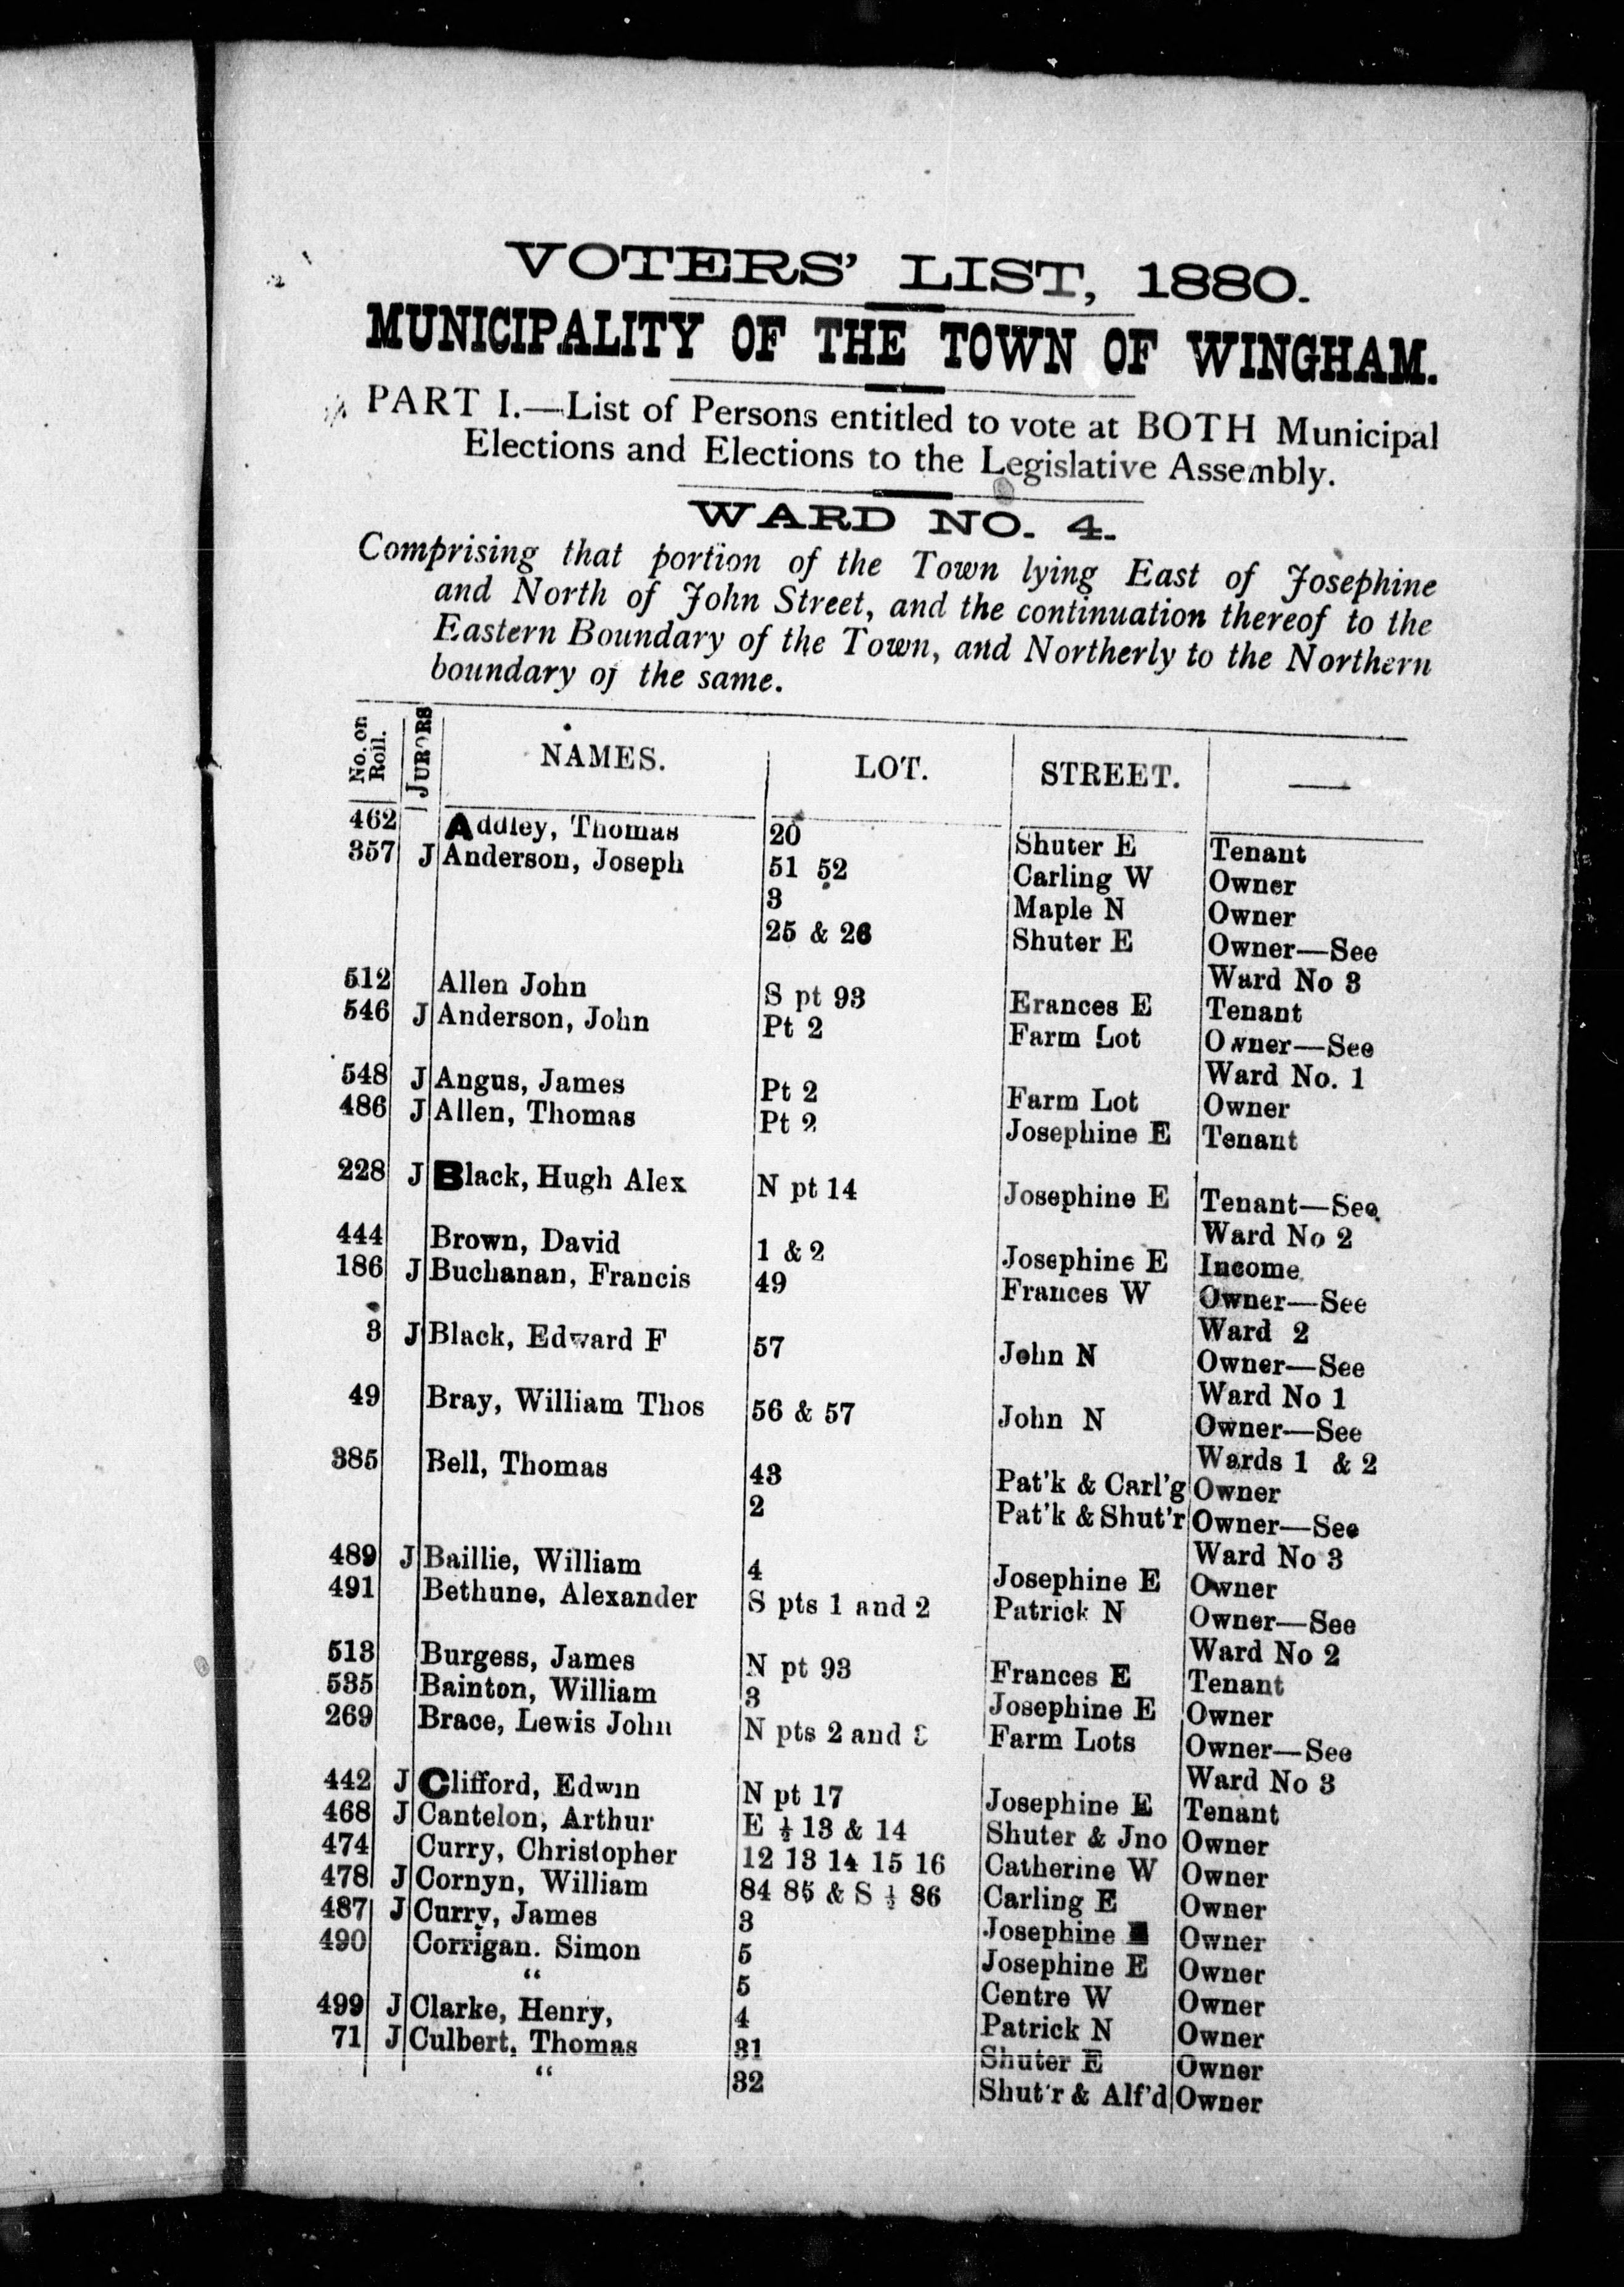 VOTERS' LIST, 1880.
MUNICIPALITY OF THE TOWN OF WINGHAM.
PART I.—List of Persons entitled to vote at BOTH Municipal
Elections and Elections to the Legislative Assembly.
WARD NO. 4.
Comprising that portion of the Town lying East of Josephine
and North of John Street, and the continuation thereof to the
Eastern Boundary of the Town, and Northerly to the Northern
boundary of the same.
No. on Roll. JURORS NAMES. LOT. STREET. —
462 Addley, Thomas 20 Shuter E Tenant
357 J Anderson, Joseph 51 52 Carling W Owner
3 Maple N Owner
25 & 26 Shuter E Owner—See
Ward No 3
512 Allen John S pt 93 Erances E Tenant
546 J Anderson, John Pt 2 Farm Lot Owner—See
Ward No. 1
548 J Angus, James Pt 2 Farm Lot Owner
486 J Allen, Thomas Pt 2 Josephine E Tenant
228 J Black, Hugh Alex N pt 14 Josephine E Tenant—See
Ward No 2
444 Brown, David 1 & 2 Josephine E Income
186 J Buchanan, Francis 49 Frances W Owner—See
Ward 2
3 J Black, Edward F 57 John N Owner—See
Ward No 1
49 Bray, William Thos 56 & 57 John N Owner—See
Wards 1 & 2
385 Bell, Thomas 43 Pat'k & Carl'g Owner
2 Pat'k & Shut'r Owner—See
Ward No 3
489 J Baillie, William 4 Josephine E Owner
491 Bethune, Alexander S pts 1 and 2 Patrick N Owner—See
Ward No 2
513 Burgess, James N pt 93 Frances E Tenant
535 Bainton, William 3 Josephine E Owner
269 Brace, Lewis John N pts 2 and 3 Farm Lots Owner—See
Ward No 3
442 J Clifford, Edwin N pt 17 Josephine E Tenant
468 J Cantelon, Arthur E ½ 13 & 14 Shuter & Jno Owner
474 Curry, Christopher 12 13 14 15 16 Catherine W Owner
478 J Cornyn, William 84 85 & S ½ 86 Carling E Owner
487 J Curry, James 3 Josephine Owner
490 Corrigan. Simon 5 Josephine E Owner
" 5 Centre W Owner
499 J Clarke, Henry, 4 Patrick N Owner
71 J Culbert, Thomas 31 Shuter E Owner
" 32 Shut'r & Alf'd Owner